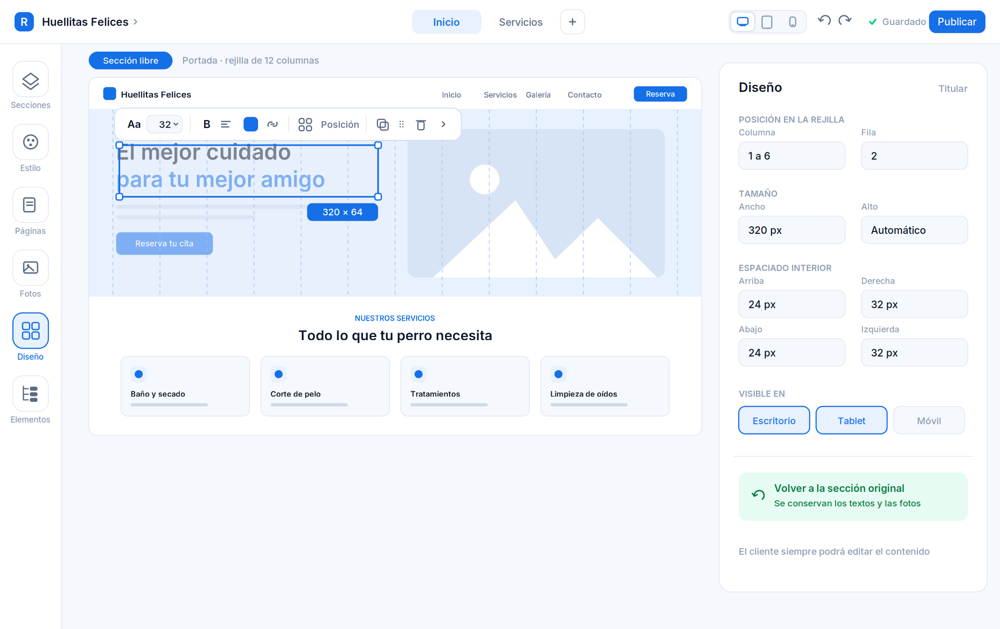 R Huellitas Felices
Inicio
Servicios
+
Guardado
Publicar
Secciones
Estilo
Páginas
Fotos
Diseño
Elementos
Sección libre
Portada · rejilla de 12 columnas
Huellitas Felices
Inicio
Servicios
Galería
Contacto
Reserva
Aa
32
B
Posición
El mejor cuidado
para tu mejor amigo
320 × 64
Reserva tu cita
NUESTROS SERVICIOS
Todo lo que tu perro necesita
Baño y secado
Corte de pelo
Tratamientos
Limpieza de oídos
Diseño
Titular
POSICIÓN EN LA REJILLA
Columna
Fila
1 a 6
2
TAMAÑO
Ancho
Alto
320 px
Automático
ESPACIADO INTERIOR
Arriba
Derecha
24 px
32 px
Abajo
Izquierda
24 px
32 px
VISIBLE EN
Escritorio
Tablet
Móvil
Volver a la sección original
Se conservan los textos y las fotos
El cliente siempre podrá editar el contenido